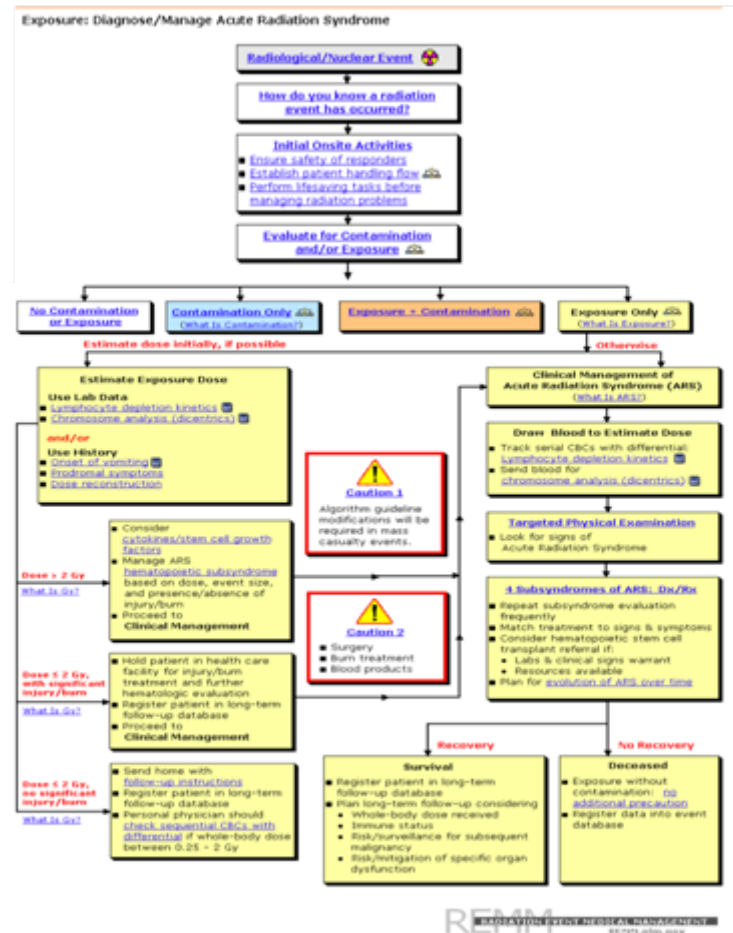 Exposure: Diagnose/Manage Acute Radiation Syndrome
Radiological/Nuclear Event
How do you know a radiation
event has occurred?
Initial Onsite Activities
Ensure safety of responders
Establish patient handling flow
Perform lifesaving tasks before
managing radiation problems
Evaluate for Contamination
and/or Exposure
No Contamination
or Exposure
Contamination Only
(What Is Contamination?)
Exposure + Contamination
Exposure Only
(What Is Exposure?)
Estimate dose initially, if possible
Otherwise
Estimate Exposure Dose
Use Lab Data
Lymphocyte depletion kinetics
Chromosome analysis (dicentrics)
and/or
Use History
Onset of vomiting
Prodromal symptoms
Dose reconstruction
Clinical Management of
Acute Radiation Syndrome (ARS)
(What Is ARS?)
Draw Blood to Estimate Dose
Track serial CBCs with differential:
Lymphocyte depletion kinetics
Send blood for
chromosome analysis (dicentrics)
Caution 1
Algorithm guideline
modifications will be
required in mass
casualty events.
Targeted Physical Examination
Look for signs of
Acute Radiation Syndrome
Dose > 2 Gy
What Is Gy?
Consider
cytokines/stem cell growth
factors
Manage ARS
hematopoietic subsyndrome
based on dose, event size,
and presence/absence of
injury/burn
Proceed to
Clinical Management
Caution 2
Surgery
Burn treatment
Blood products
4 Subsyndromes of ARS: Dx/Rx
Repeat subsyndrome evaluation
frequently
Match treatment to signs & symptoms
Consider hematopoietic stem cell
transplant referral if:
Labs & clinical signs warrant
Resources available
Plan for evolution of ARS over time
Dose ≤ 2 Gy,
with significant
injury/burn
What Is Gy?
Hold patient in health care
facility for injury/burn
treatment and further
hematologic evaluation
Register patient in long-term
follow-up database
Proceed to
Clinical Management
Recovery
No Recovery
Dose ≤ 2 Gy,
no significant
injury/burn
What Is Gy?
Send home with
follow-up instructions
Register patient in long-term
follow-up database
Personal physician should
check sequential CBCs with
differential if whole-body dose
between 0.25 - 2 Gy
Survival
Register patient in long-term
follow-up database
Plan long-term follow-up considering
Whole-body dose received
Immune status
Risk/surveillance for subsequent
malignancy
Risk/mitigation of specific organ
dysfunction
Deceased
Exposure without
contamination: no
additional precaution
Register data into event
database
REMM RADIATION EVENT MEDICAL MANAGEMENT
REMM.nlm.gov